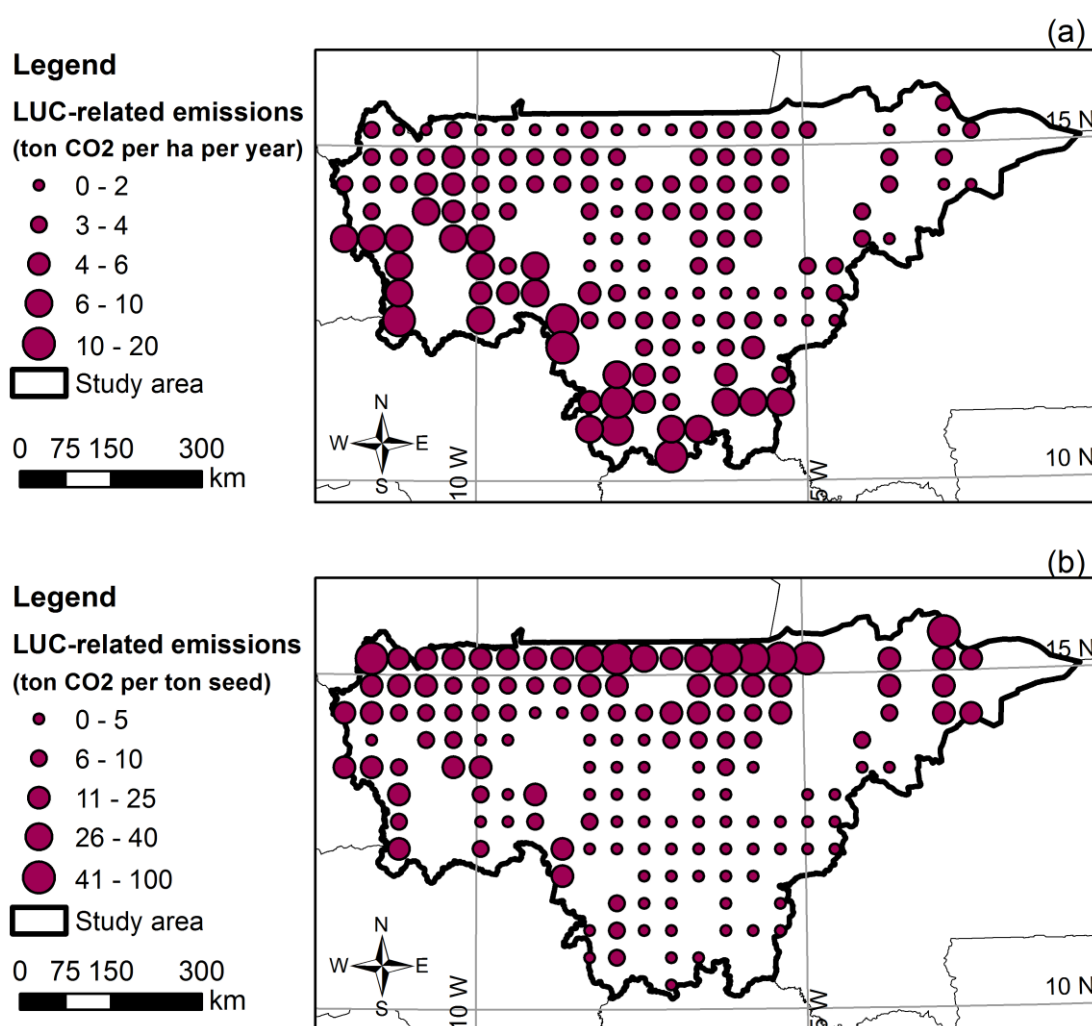 (a)
Legend
LUC-related emissions
(ton CO2 per ha per year)
0 - 2
3 - 4
4 - 6
6 - 10
10 - 20
Study area
0 75 150 300
km
N
W E
S
15 N
10 N
10 W
5 W
(b)
Legend
LUC-related emissions
(ton CO2 per ton seed)
0 - 5
6 - 10
11 - 25
26 - 40
41 - 100
Study area
0 75 150 300
km
N
W E
S
15 N
10 N
10 W
5 W